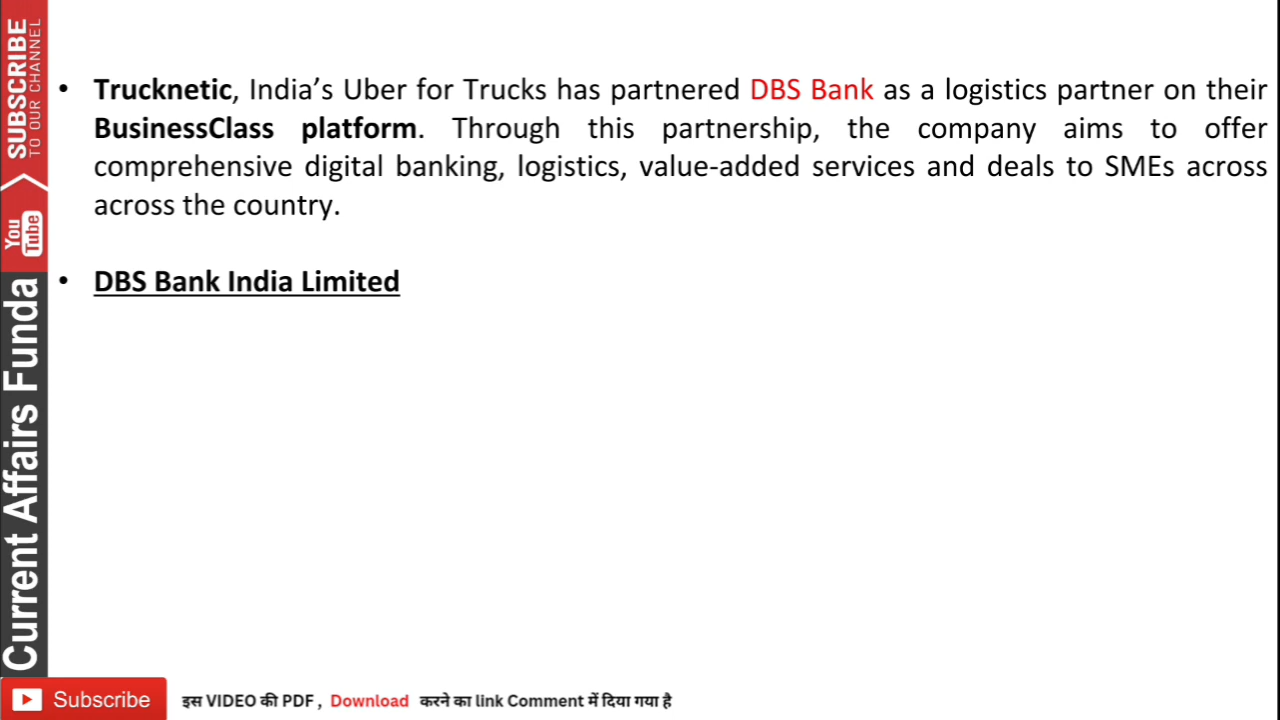 • Trucknetic, India’s Uber for Trucks has partnered DBS Bank as a logistics partner on their
BusinessClass platform. Through this partnership, the company aims to offer
comprehensive digital banking, logistics, value-added services and deals to SMEs across
across the country.
• DBS Bank India Limited
SUBSCRIBE
TO OUR CHANNEL
You
Tube
Current Affairs Funda
Subscribe
इस VIDEO की PDF , Download करने का link Comment में दिया गया है